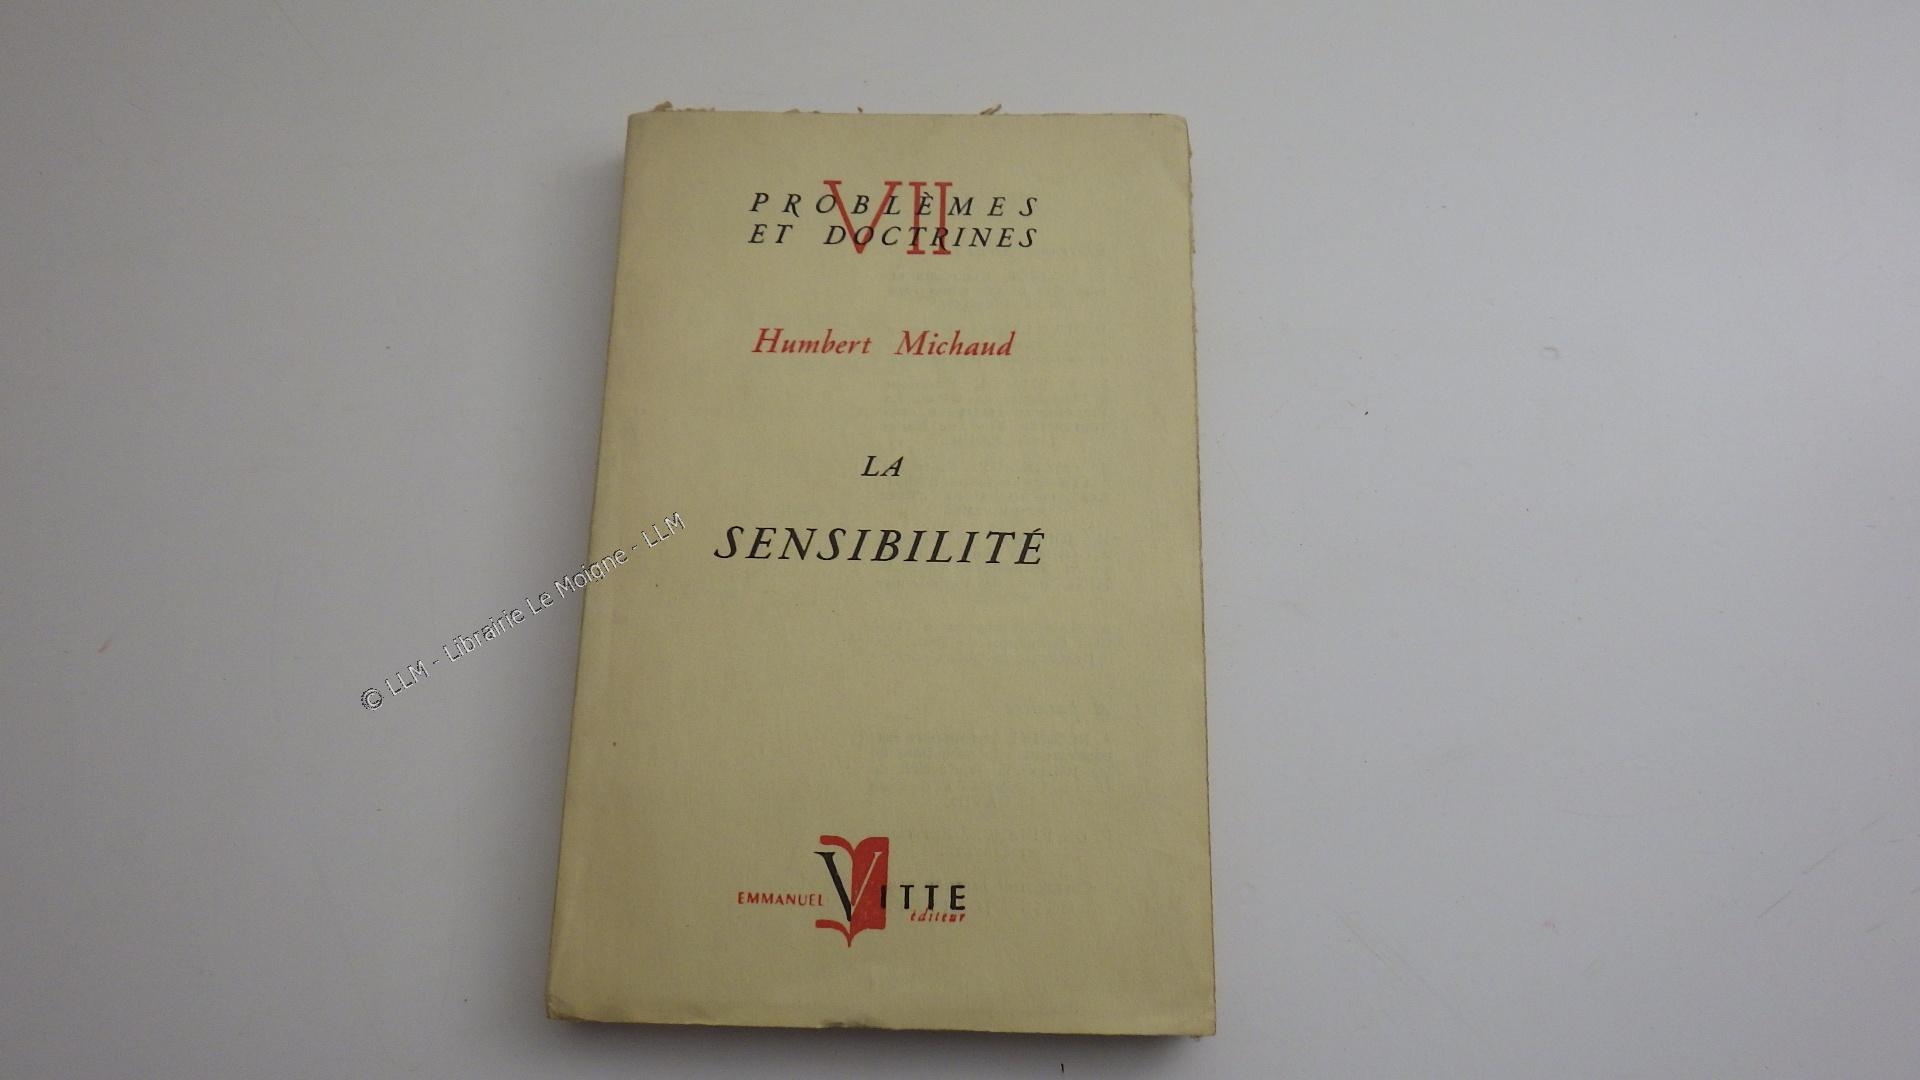 VII
PROBLÈMES
ET DOCTRINES
Humbert Michaud
LA
SENSIBILITÉ
© LLM - Librairie Le Moigne - LLM
EMMANUEL VITTE
éditeur